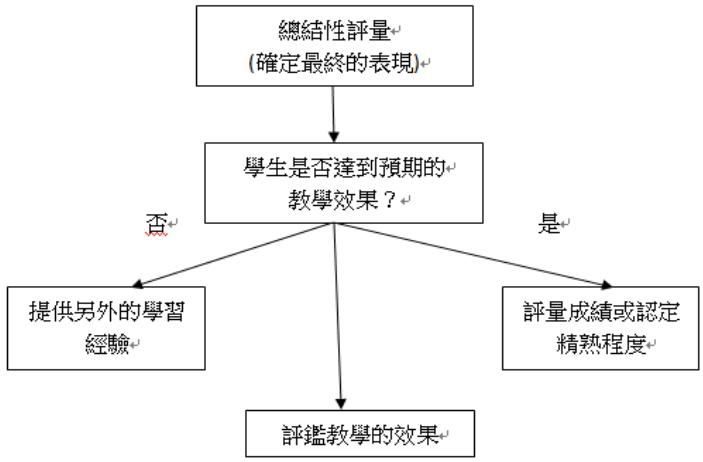 總結性評量
(確定最終的表現)
學生是否達到預期的
教學效果？
否
是
提供另外的學習
經驗
評量成績或認定
精熟程度
評鑑教學的效果